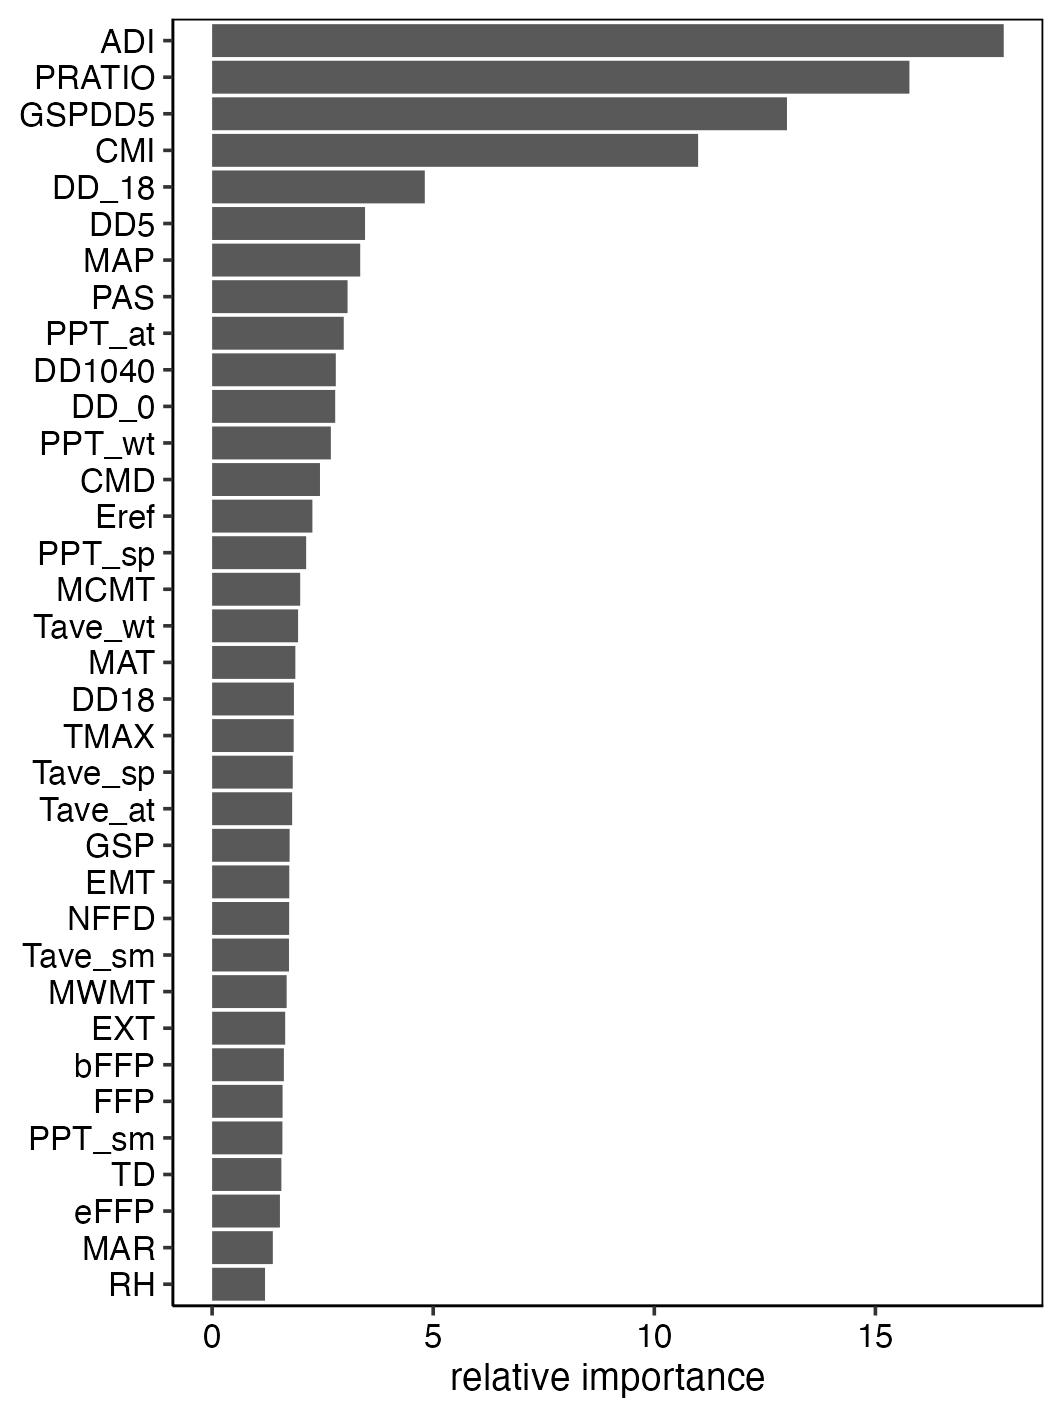 ADI
PRATIO
GSPDD5
CMI
DD_18
DD5
MAP
PAS
PPT_at
DD1040
DD_0
PPT_wt
CMD
Eref
PPT_sp
MCMT
Tave_wt
MAT
DD18
TMAX
Tave_sp
Tave_at
GSP
EMT
NFFD
Tave_sm
MWMT
EXT
bFFP
FFP
PPT_sm
TD
eFFP
MAR
RH
0 5 10 15
relative importance